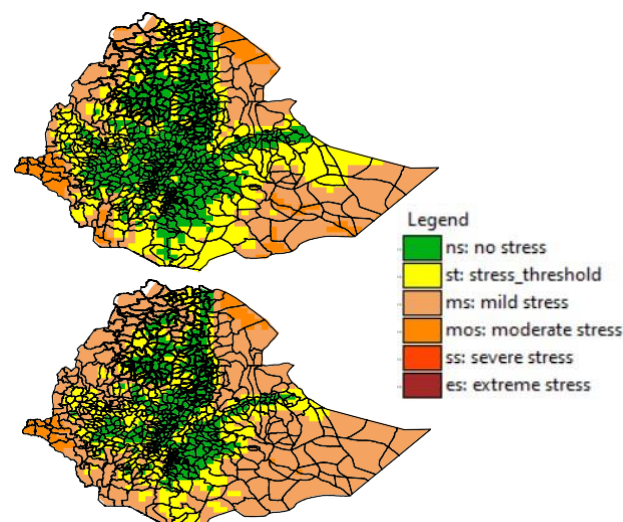 Legend
ns: no stress
st: stress_threshold
ms: mild stress
mos: moderate stress
ss: severe stress
es: extreme stress